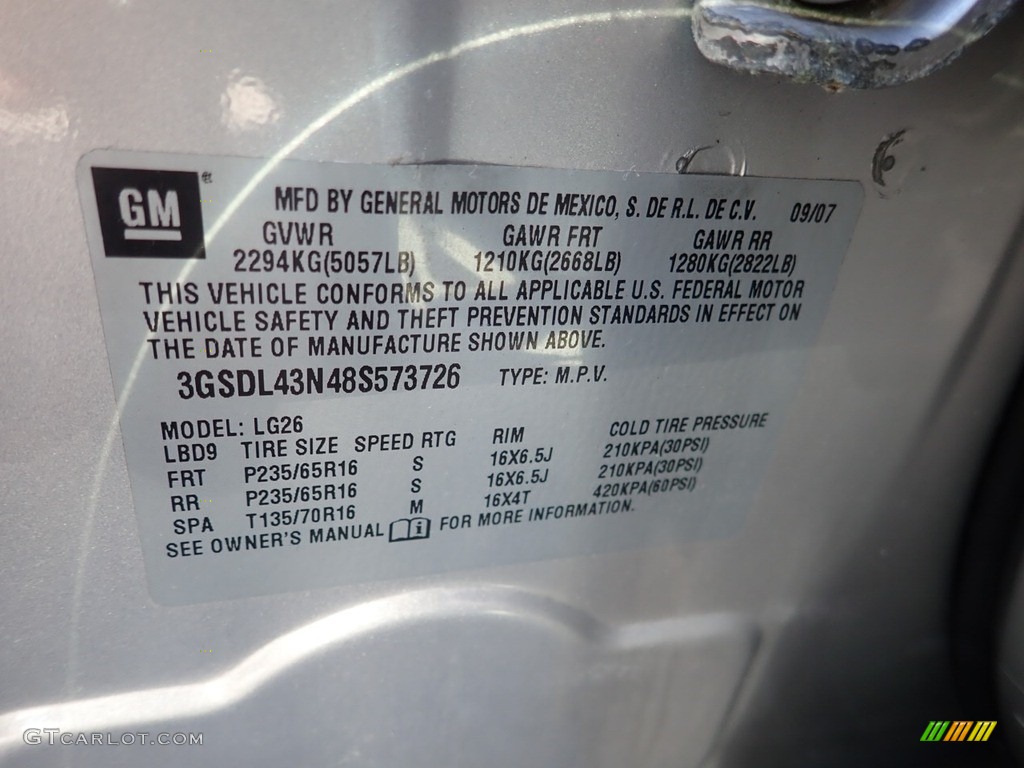 GM
MFD BY GENERAL MOTORS DE MEXICO, S. DE R.L. DE C.V. 09/07
GVWR GAWR FRT GAWR RR
2294KG(5057LB) 1210KG(2668LB) 1280KG(2822LB)
THIS VEHICLE CONFORMS TO ALL APPLICABLE U.S. FEDERAL MOTOR
VEHICLE SAFETY AND THEFT PREVENTION STANDARDS IN EFFECT ON
THE DATE OF MANUFACTURE SHOWN ABOVE.
3GSDL43N48S573726 TYPE: M.P.V.
MODEL: LG26
LBD9 TIRE SIZE SPEED RTG RIM COLD TIRE PRESSURE
FRT P235/65R16 S 16X6.5J 210KPA(30PSI)
RR P235/65R16 S 16X6.5J 210KPA(30PSI)
SPA T135/70R16 M 16X4T 420KPA(60PSI)
SEE OWNER'S MANUAL i FOR MORE INFORMATION.
GTCARLOT.COM